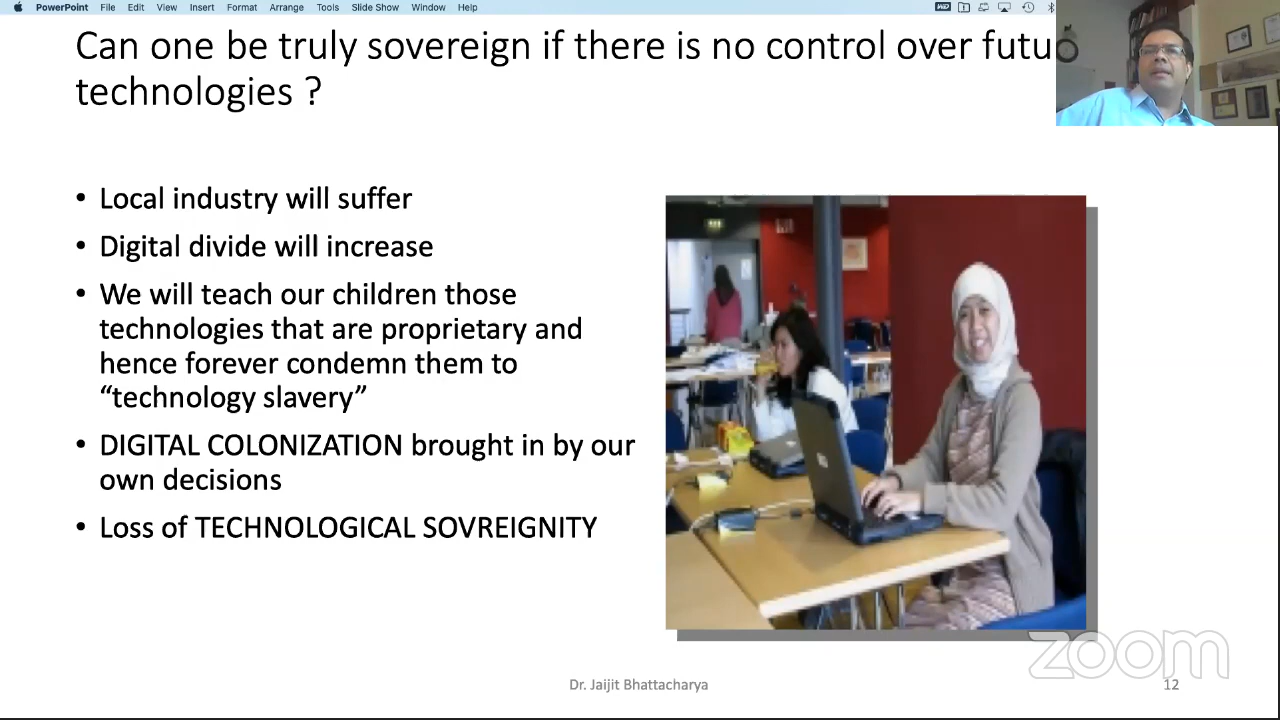 PowerPoint File Edit View Insert Format Arrange Tools Slide Show Window Help
Can one be truly sovereign if there is no control over futu
technologies ?
• Local industry will suffer
• Digital divide will increase
• We will teach our children those
technologies that are proprietary and
hence forever condemn them to
“technology slavery”
• DIGITAL COLONIZATION brought in by our
own decisions
• Loss of TECHNOLOGICAL SOVREIGNITY
zoom
Dr. Jaijit Bhattacharya
12